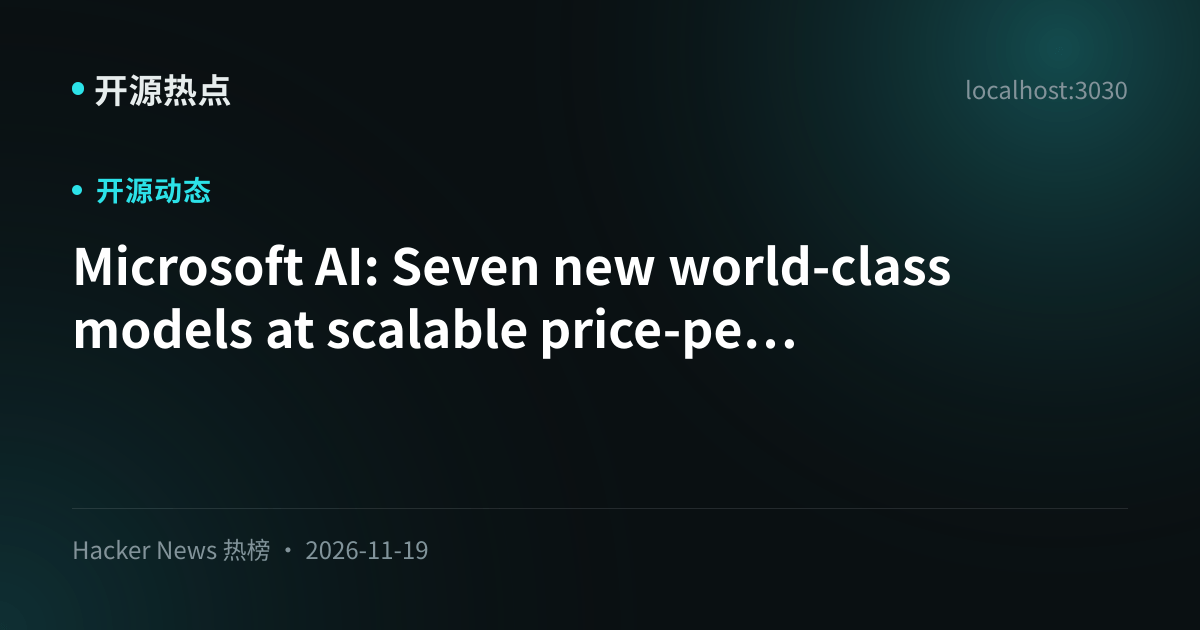 开源热点
localhost:3030
开源动态
Microsoft AI: Seven new world-class
models at scalable price-pe…
Hacker News 热榜 · 2026-11-19